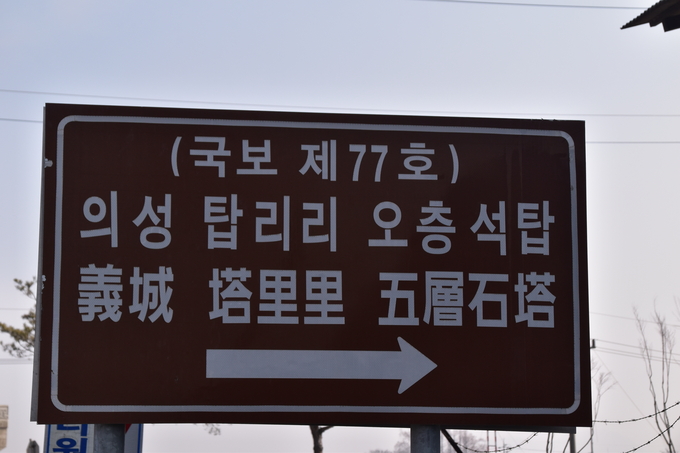 (국보 제77호)
의성 탑리리 오층석탑
義城 塔里里 五層石塔